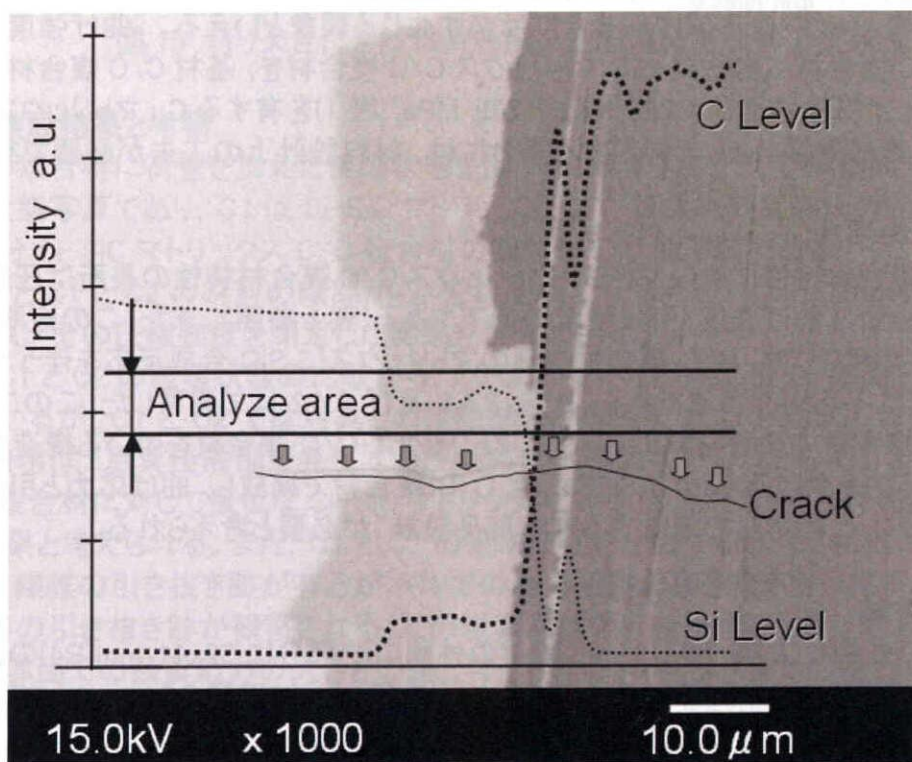 Intensity a.u.
C Level
Analyze area
Crack
Si Level
15.0kV x 1000 10.0 μm